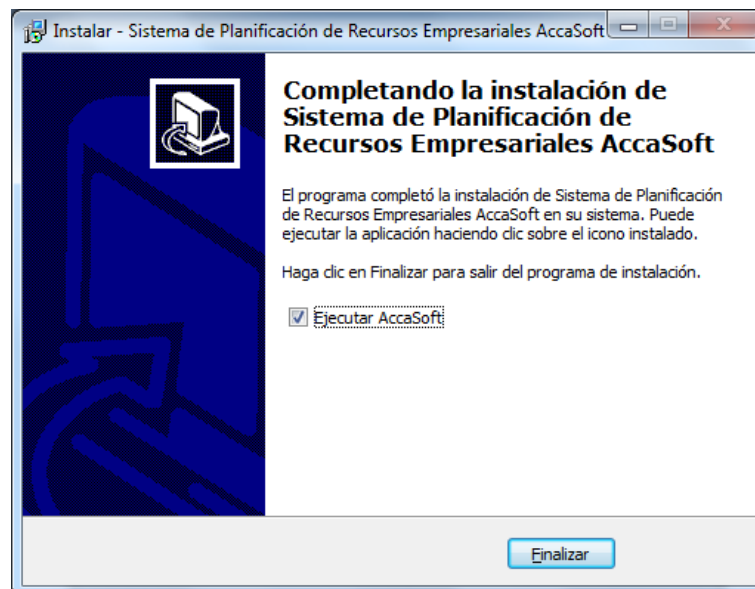 Instalar - Sistema de Planificación de Recursos Empresariales AccaSoft
Completando la instalación de
Sistema de Planificación de
Recursos Empresariales AccaSoft
El programa completó la instalación de Sistema de Planificación
de Recursos Empresariales AccaSoft en su sistema. Puede
ejecutar la aplicación haciendo clic sobre el icono instalado.
Haga clic en Finalizar para salir del programa de instalación.
Ejecutar AccaSoft
Finalizar